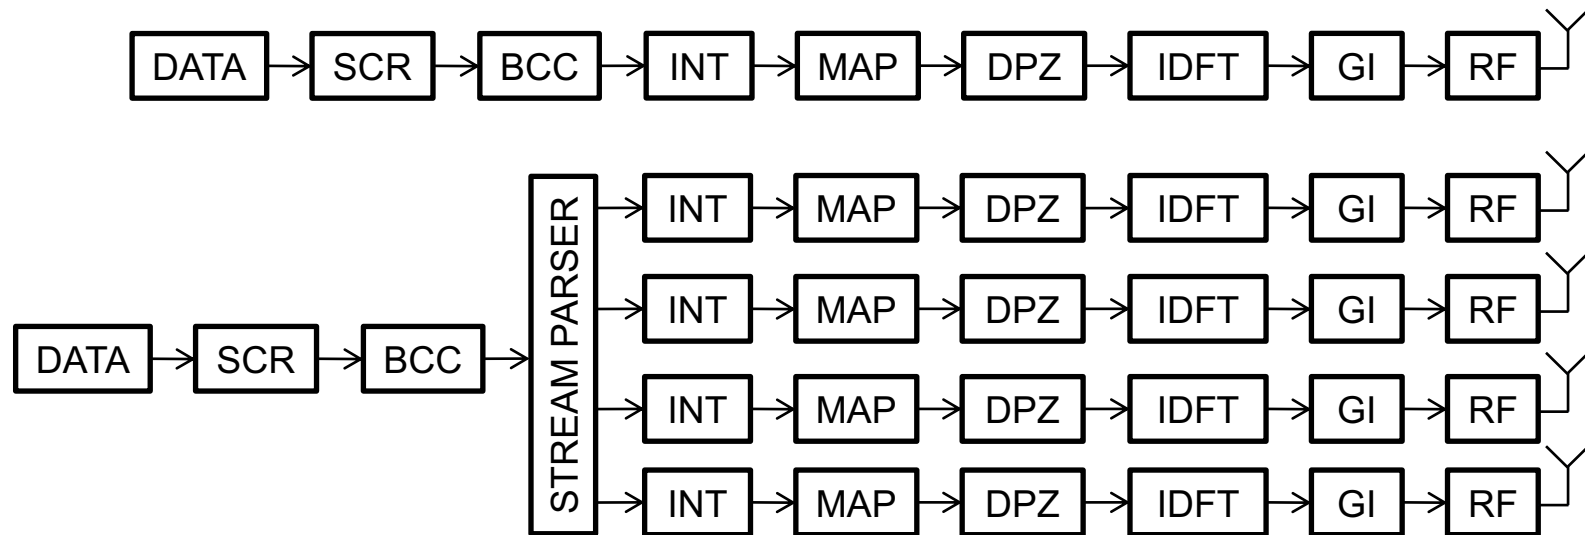 DATA SCR BCC INT MAP DPZ IDFT GI RF
INT MAP DPZ IDFT GI RF
INT MAP DPZ IDFT GI RF
DATA SCR BCC STREAM PARSER
INT MAP DPZ IDFT GI RF
INT MAP DPZ IDFT GI RF